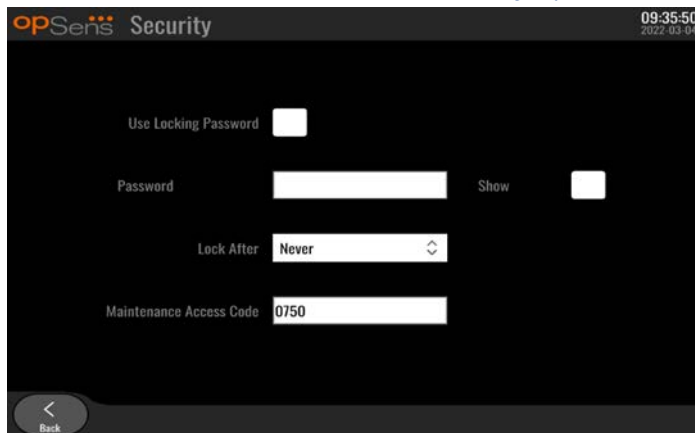 opSens Security
09:35:50
2022-03-04
Use Locking Password
Password
Show
Lock After Never
Maintenance Access Code 0750
Back